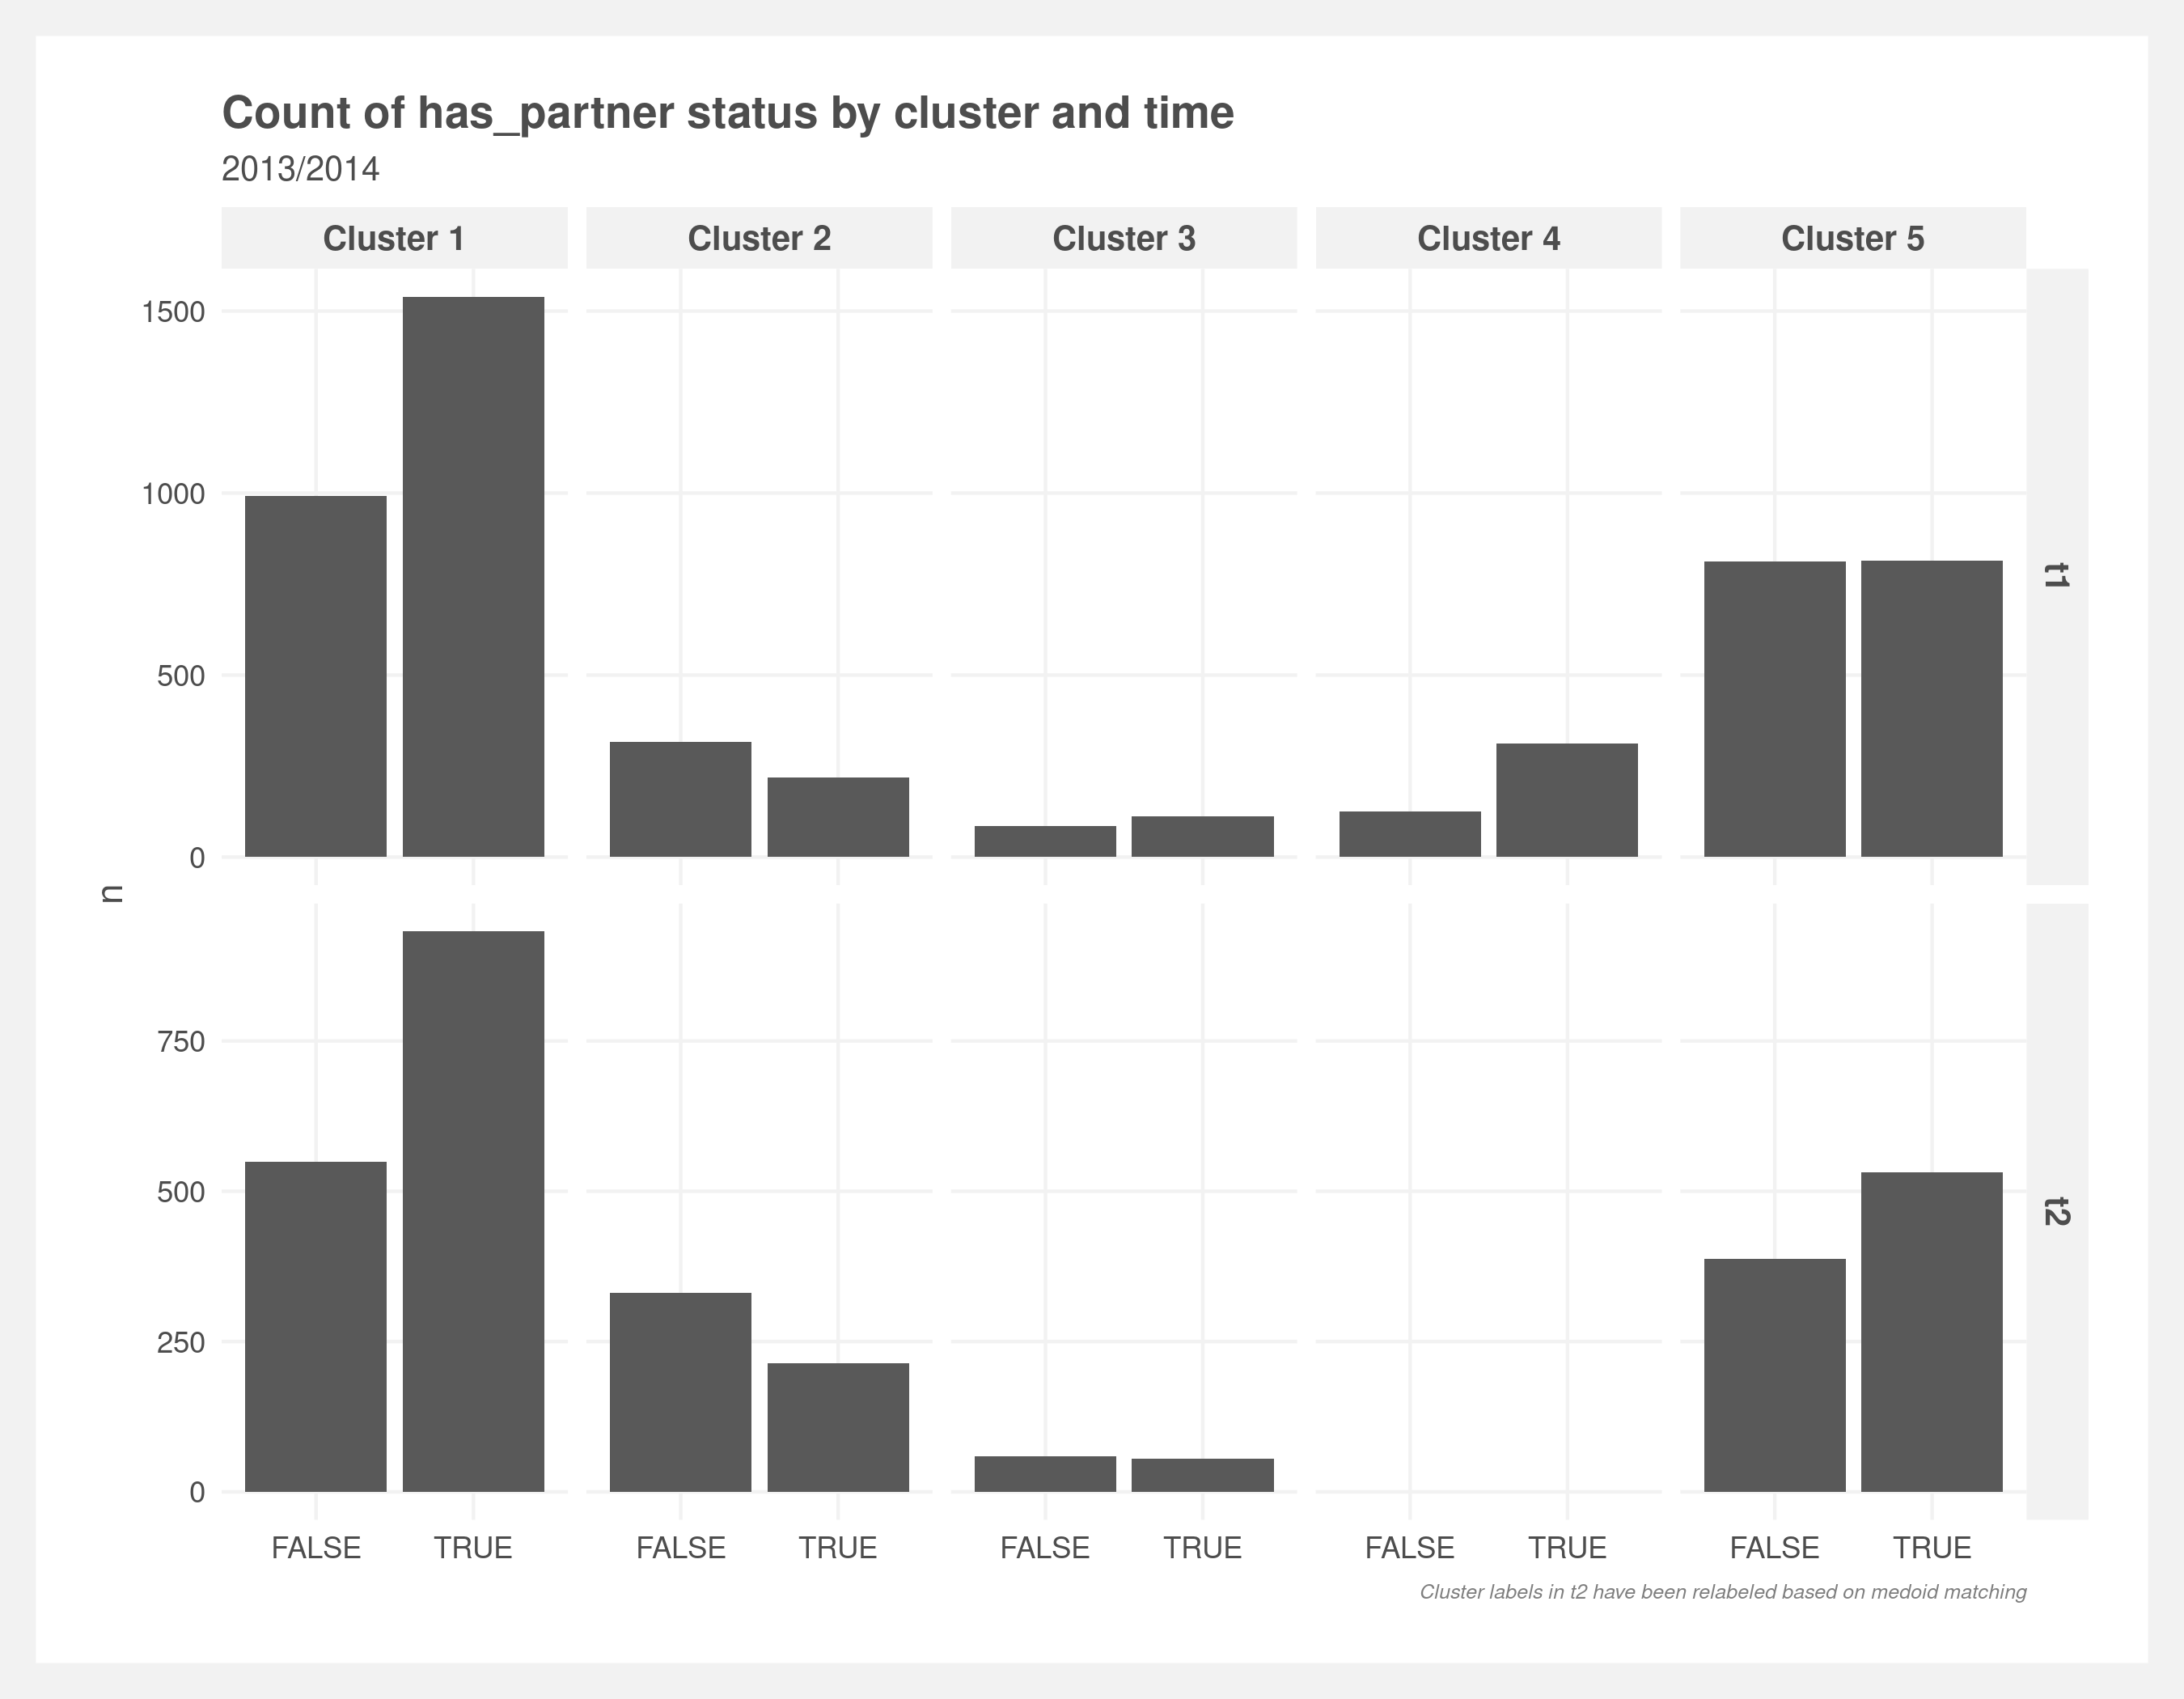 Count of has_partner status by cluster and time
2013/2014
Cluster 1 Cluster 2 Cluster 3 Cluster 4 Cluster 5
1500
1000
500
0
t1
n
750
500
250
0
t2
FALSE TRUE FALSE TRUE FALSE TRUE FALSE TRUE FALSE TRUE
Cluster labels in t2 have been relabeled based on medoid matching